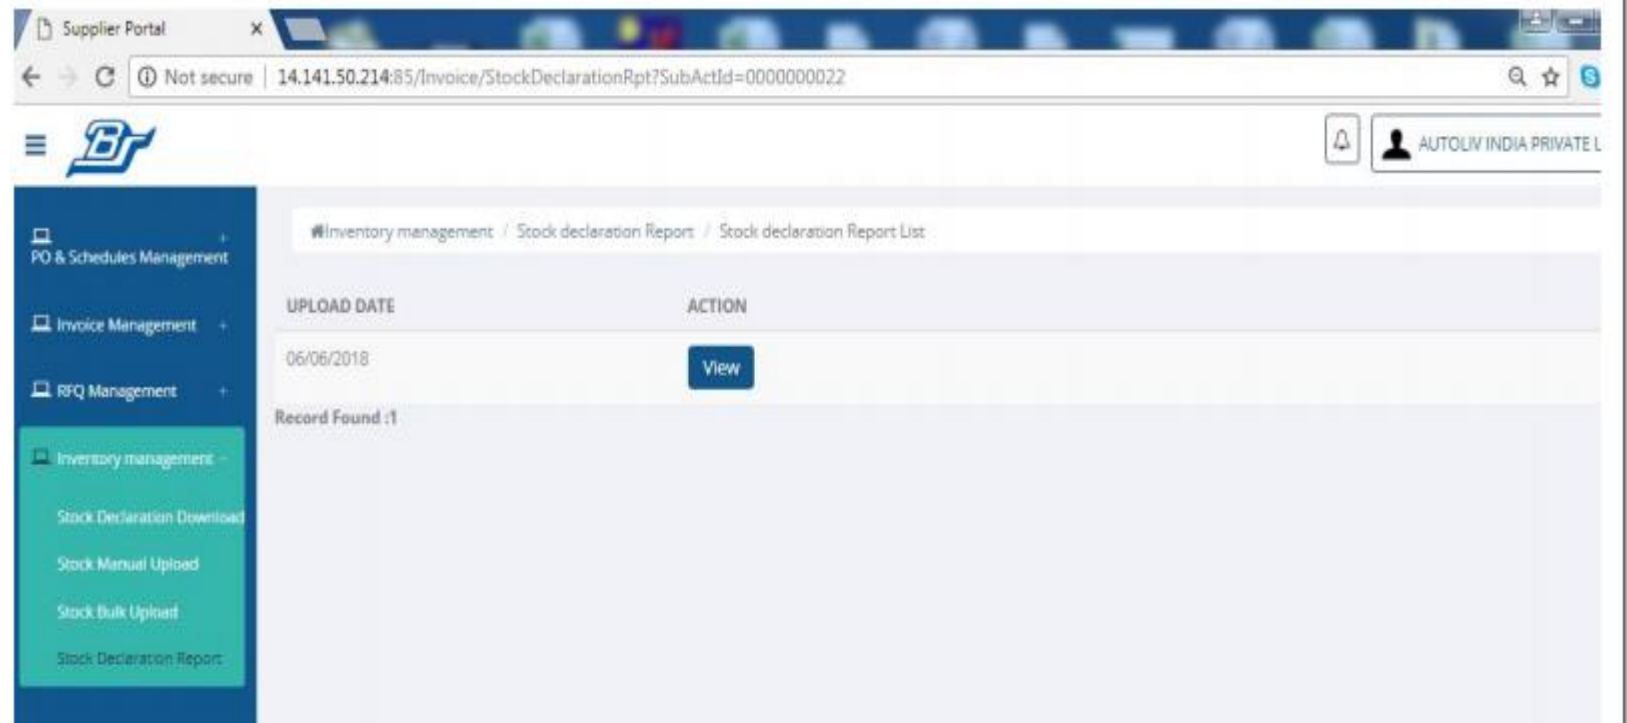 Supplier Portal
Not secure | 14.141.50.214:85/Invoice/StockDeclarationRpt?SubActId=0000000022
Br
AUTOLIV INDIA PRIVATE L
Inventory management / Stock declaration Report / Stock declaration Report List
PO & Schedules Management +
Invoice Management +
RFQ Management +
Inventory management -
Stock Declaration Download
Stock Manual Upload
Stock Bulk Upload
Stock Declaration Report
UPLOAD DATE ACTION
06/06/2018 View
Record Found :1